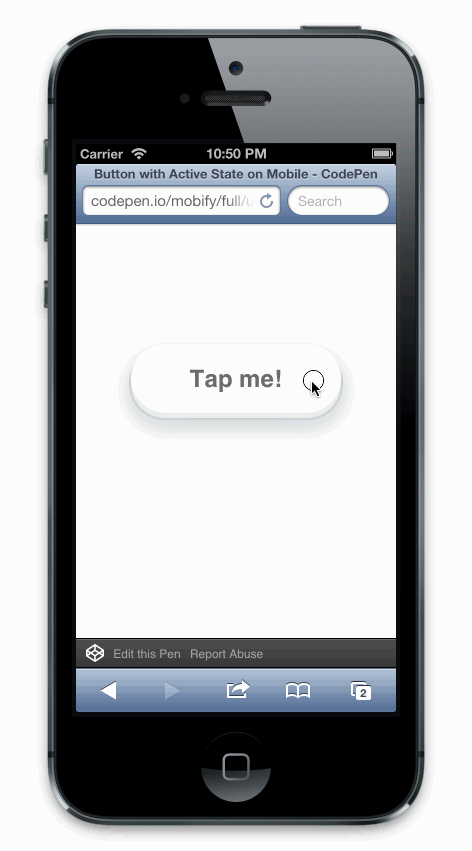 Carrier 10:50 PM
Button with Active State on Mobile - CodePen
codepen.io/mobify/full/u Search
Tap me!
Edit this Pen Report Abuse
2